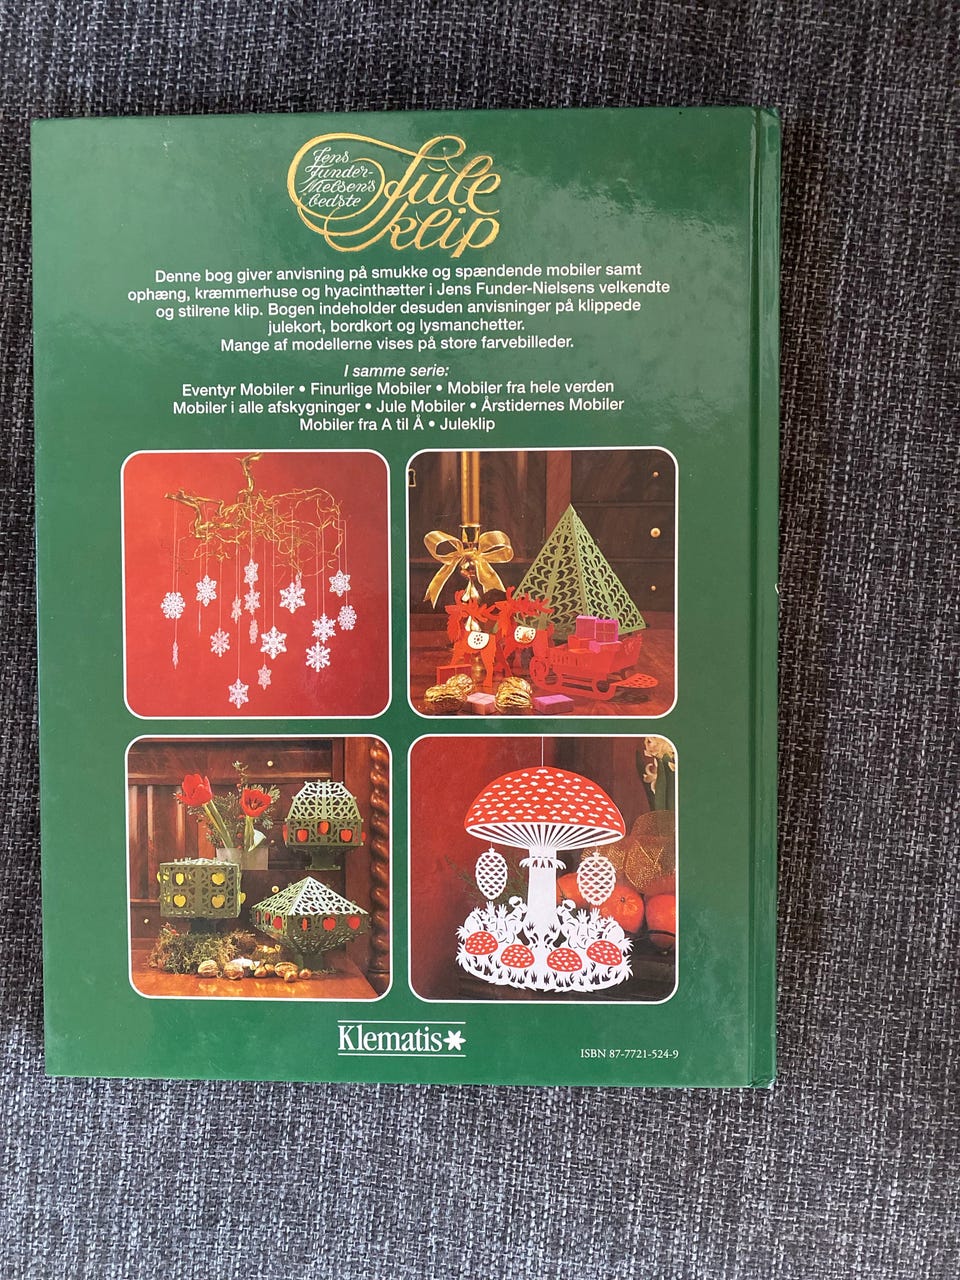 Jens
Funder-
Nielsen's
bedste
Jule
klip
Denne bog giver anvisning på smukke og spændende mobiler samt
ophæng, kræmmerhuse og hyacinthætter i Jens Funder-Nielsens velkendte
og stilrene klip. Bogen indeholder desuden anvisninger på klippede
julekort, bordkort og lysmanchetter.
Mange af modellerne vises på store farvebilleder.
I samme serie:
Eventyr Mobiler • Finurlige Mobiler • Mobiler fra hele verden
Mobiler i alle afskygninger • Jule Mobiler • Årstidernes Mobiler
Mobiler fra A til Å • Juleklip
Klematis
ISBN 87-7721-524-9